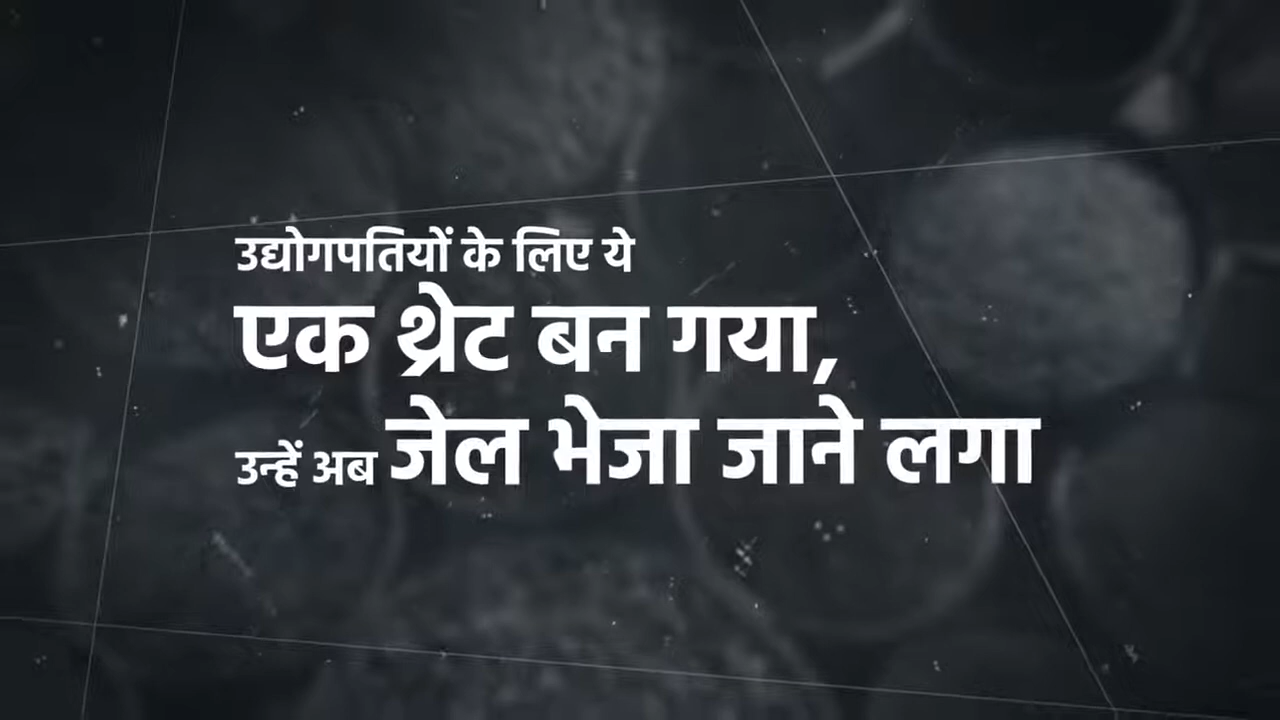 उद्योगपतियों के लिए ये
एक थ्रेट बन गया,
उन्हें अब जेल भेजा जाने लगा